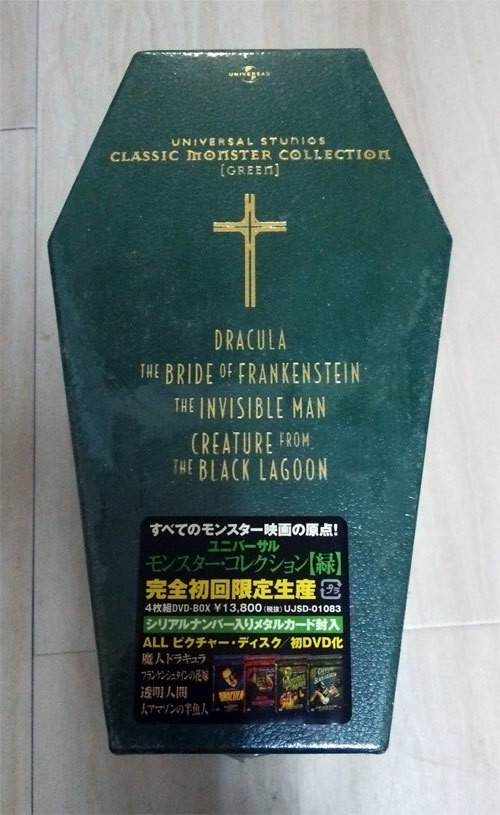 UNIVERSAL
UNIVERSAL STUDIOS
CLASSIC MONSTER COLLECTION
[GREEN]
DRACULA
THE BRIDE OF FRANKENSTEIN
THE INVISIBLE MAN
CREATURE FROM
THE BLACK LAGOON
すべてのモンスター映画の原点!
ユニバーサル
モンスター・コレクション【緑】
完全初回限定生産
4枚組DVD-BOX ¥13,800(税抜) UJSD-01083
シリアルナンバー入りメタルカード封入
ALL ピクチャー・ディスク/初DVD化
魔人ドラキュラ
フランケンシュタインの花嫁
透明人間
大アマゾンの半魚人
DRACULA